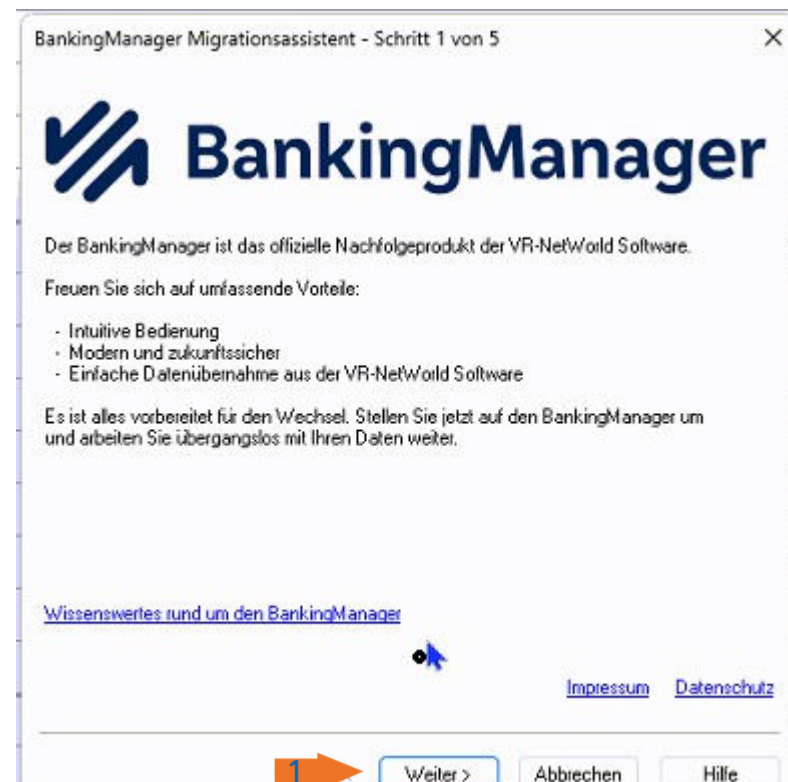 BankingManager Migrationsassistent - Schritt 1 von 5
BankingManager
Der BankingManager ist das offizielle Nachfolgeprodukt der VR-NetWorld Software.
Freuen Sie sich auf umfassende Vorteile:
- Intuitive Bedienung
- Modern und zukunftssicher
- Einfache Datenübernahme aus der VR-NetWorld Software
Es ist alles vorbereitet für den Wechsel. Stellen Sie jetzt auf den BankingManager um
und arbeiten Sie übergangslos mit Ihren Daten weiter.
Wissenswertes rund um den BankingManager
Impressum Datenschutz
1 Weiter > Abbrechen Hilfe